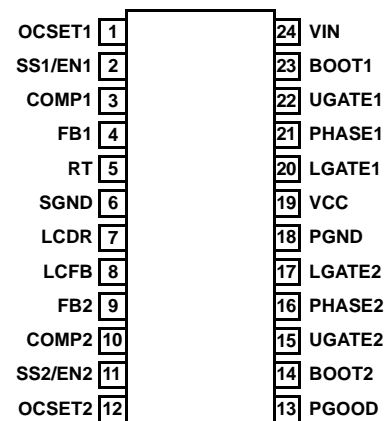 OCSET1 1 24 VIN
SS1/EN1 2 23 BOOT1
COMP1 3 22 UGATE1
FB1 4 21 PHASE1
RT 5 20 LGATE1
SGND 6 19 VCC
LCDR 7 18 PGND
LCFB 8 17 LGATE2
FB2 9 16 PHASE2
COMP2 10 15 UGATE2
SS2/EN2 11 14 BOOT2
OCSET2 12 13 PGOOD